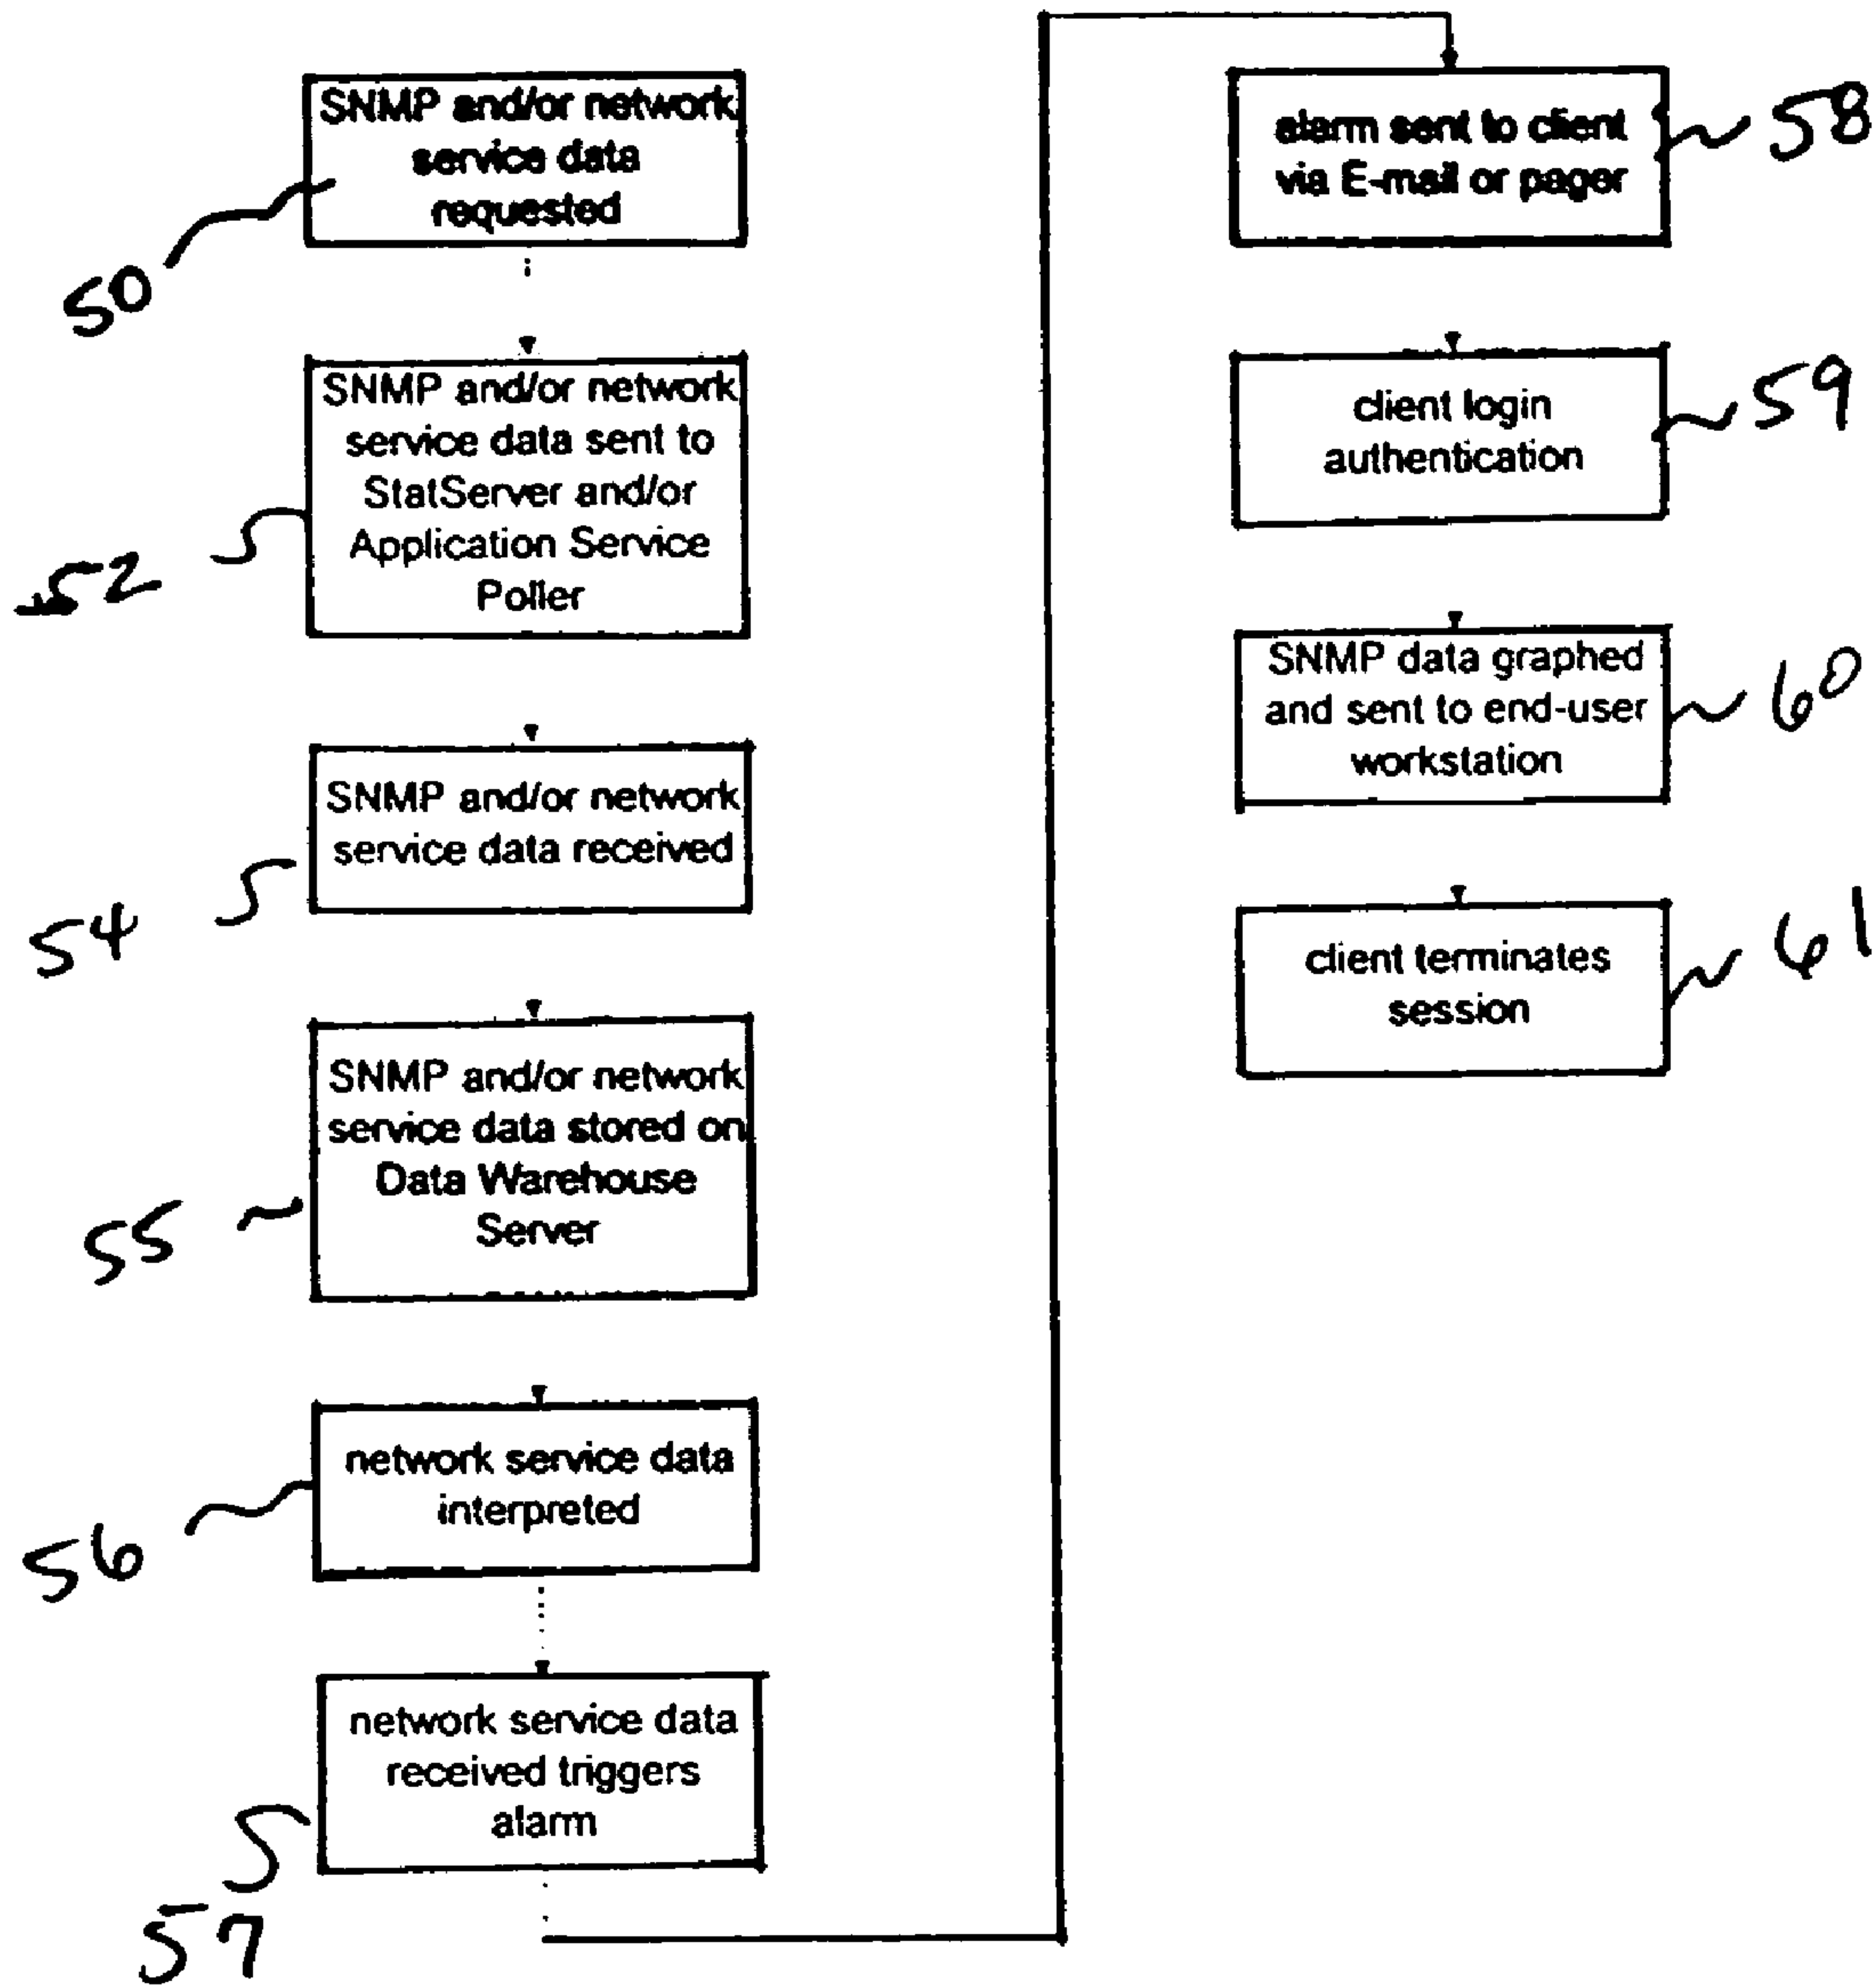 SNMP and/or network
service data
requested
50
SNMP and/or network
service data sent to
StatServer and/or
Application Service
Poller
52
SNMP and/or network
service data received
54
SNMP and/or network
service data stored on
Data Warehouse
Server
55
network service data
interpreted
56
network service data
received triggers
alarm
57
alarm sent to client
via E-mail or pager
58
client login
authentication
59
SNMP data graphed
and sent to end-user
workstation
60
client terminates
session
61